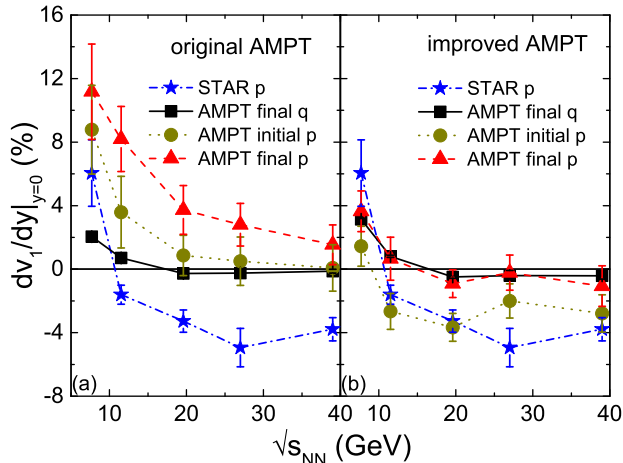 original AMPT
STAR p
AMPT final q
AMPT initial p
AMPT final p
improved AMPT
STAR p
AMPT final q
AMPT initial p
AMPT final p
dv₁/dy|y=0 (%)
16
12
8
4
0
-4
-8
(a)
(b)
10 20 30 40
10 20 30 40
√sNN (GeV)